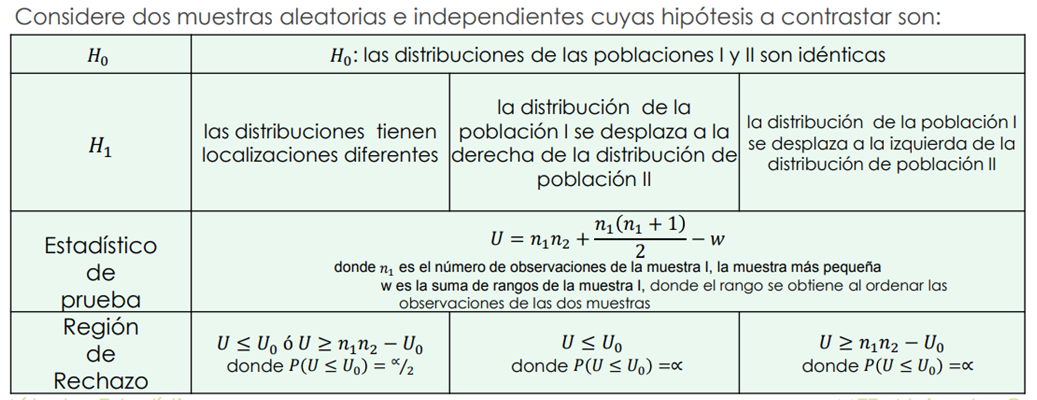 Considere dos muestras aleatorias e independientes cuyas hipótesis a contrastar son:
H₀
H₀: las distribuciones de las poblaciones I y II son idénticas
H₁
las distribuciones tienen
localizaciones diferentes
la distribución de la
población I se desplaza a la
derecha de la distribución de
población II
la distribución de la población I
se desplaza a la izquierda de la
distribución de población II
Estadístico
de
prueba
U = n₁n₂ + n₁(n₁ + 1)/2 − w
donde n₁ es el número de observaciones de la muestra I, la muestra más pequeña
w es la suma de rangos de la muestra I, donde el rango se obtiene al ordenar las
observaciones de las dos muestras
Región
de
Rechazo
U ≤ U₀ ó U ≥ n₁n₂ − U₀
donde P(U ≤ U₀) = ∝/2
U ≤ U₀
donde P(U ≤ U₀) =∝
U ≥ n₁n₂ − U₀
donde P(U ≤ U₀) =∝